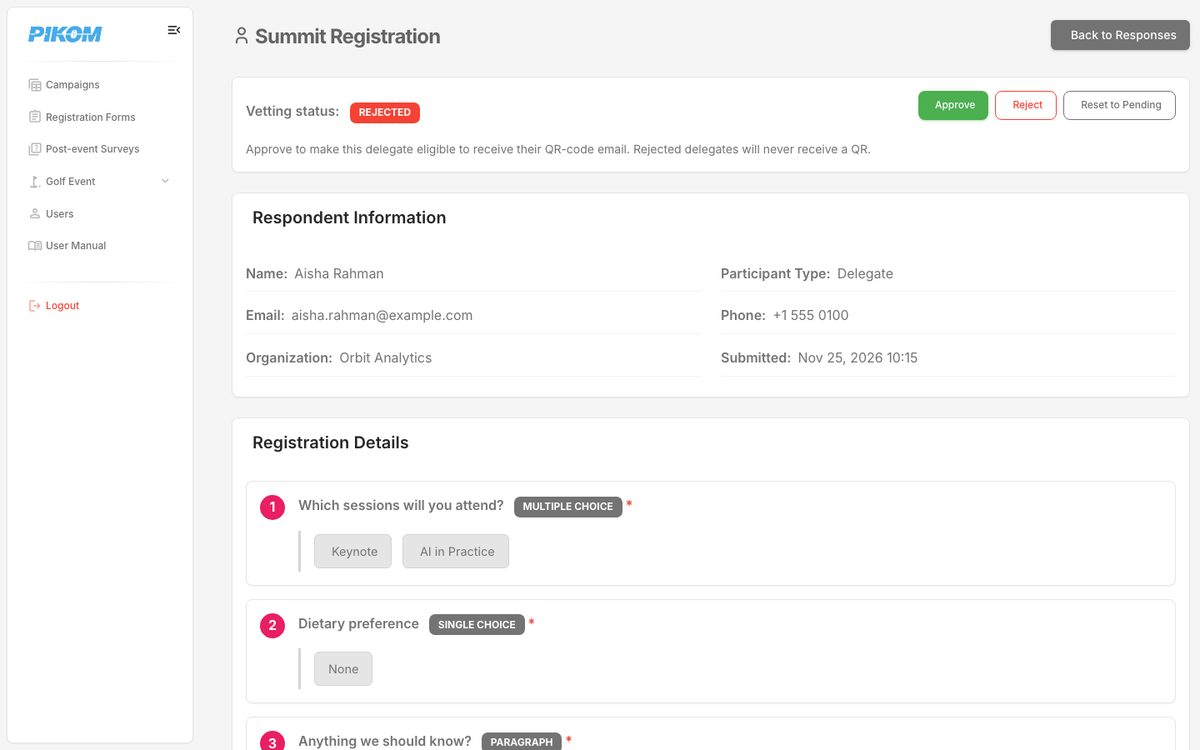 PIKOM
Campaigns
Registration Forms
Post-event Surveys
Golf Event
Users
User Manual
Logout
Summit Registration
Back to Responses
Vetting status: REJECTED
Approve
Reject
Reset to Pending
Approve to make this delegate eligible to receive their QR-code email. Rejected delegates will never receive a QR.
Respondent Information
Name: Aisha Rahman
Participant Type: Delegate
Email: aisha.rahman@example.com
Phone: +1 555 0100
Organization: Orbit Analytics
Submitted: Nov 25, 2026 10:15
Registration Details
1 Which sessions will you attend? MULTIPLE CHOICE *
Keynote AI in Practice
2 Dietary preference SINGLE CHOICE *
None
3 Anything we should know? PARAGRAPH *